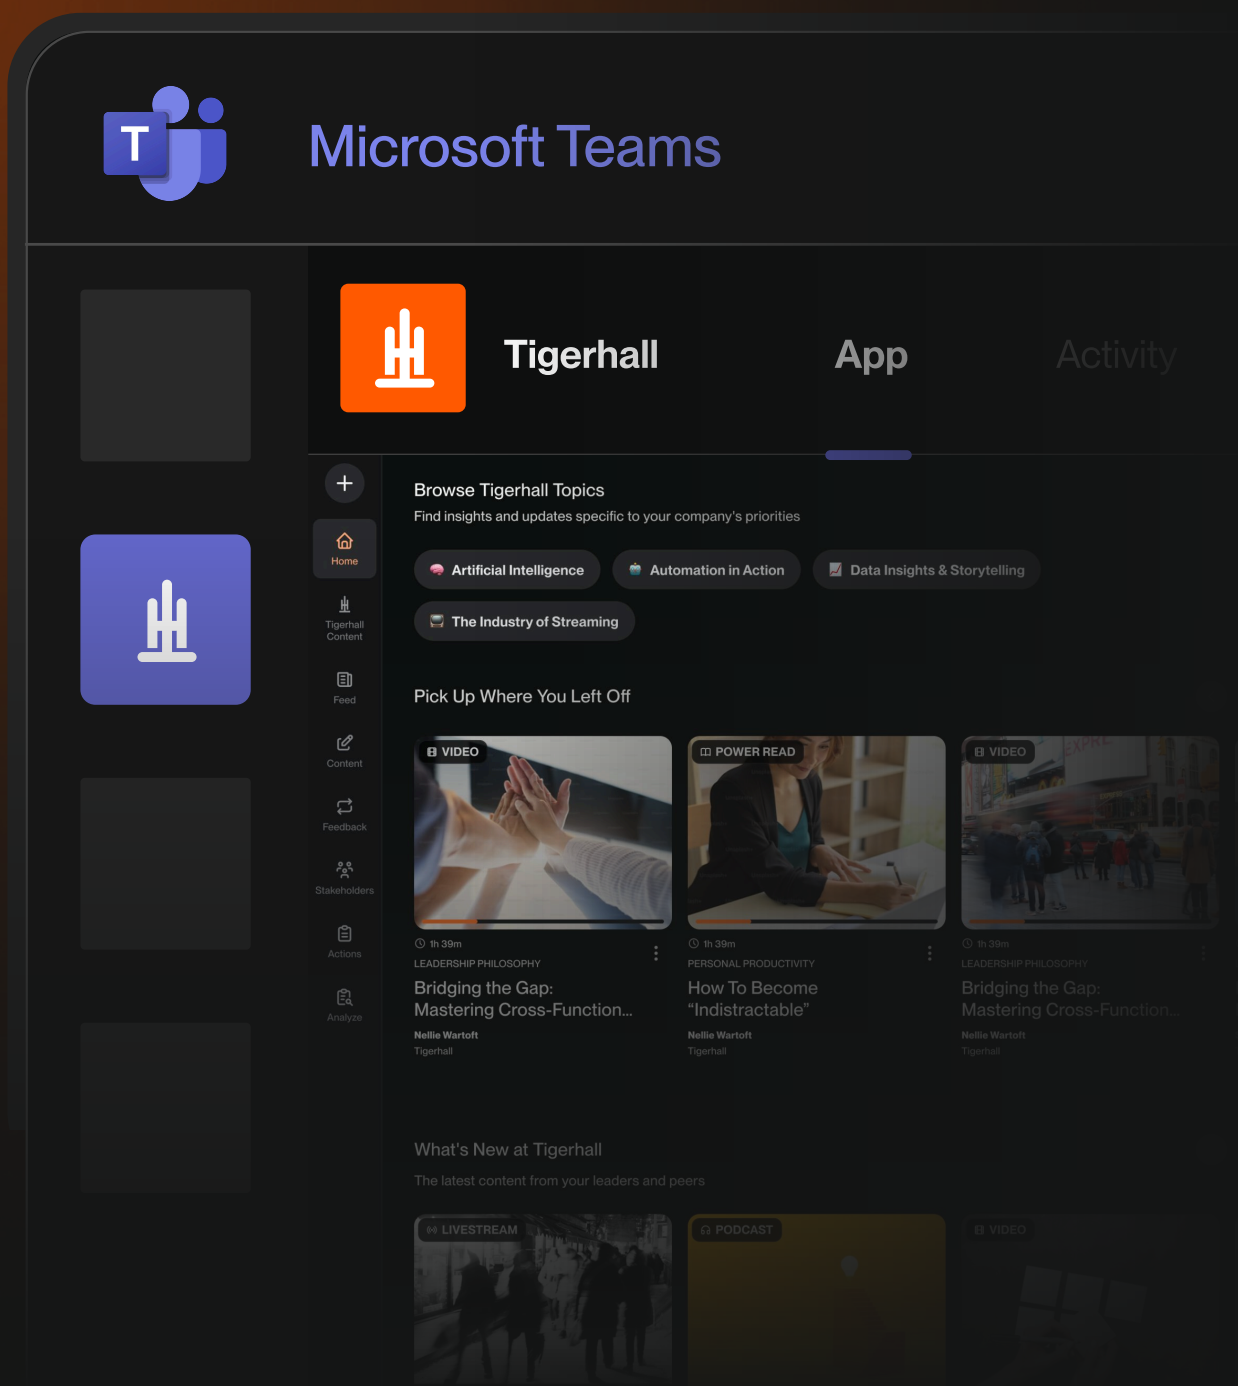 T
Microsoft Teams
Tigerhall
App
Activity
Home
Tigerhall
Content
Feed
Content
Feedback
Stakeholders
Actions
Analyze
Browse Tigerhall Topics
Find insights and updates specific to your company's priorities
Artificial Intelligence
Automation in Action
Data Insights & Storytelling
The Industry of Streaming
Pick Up Where You Left Off
VIDEO
1h 39m
LEADERSHIP PHILOSOPHY
Bridging the Gap:
Mastering Cross-Function...
Nellie Wartoft
Tigerhall
POWER READ
1h 39m
PERSONAL PRODUCTIVITY
How To Become
“Indistractable”
Nellie Wartoft
Tigerhall
VIDEO
EXPRE
1h 39m
LEADERSHIP PHILOSOPHY
Bridging the Gap:
Mastering Cross-Function...
Nellie Wartoft
Tigerhall
What's New at Tigerhall
The latest content from your leaders and peers
LIVESTREAM
PODCAST
VIDEO